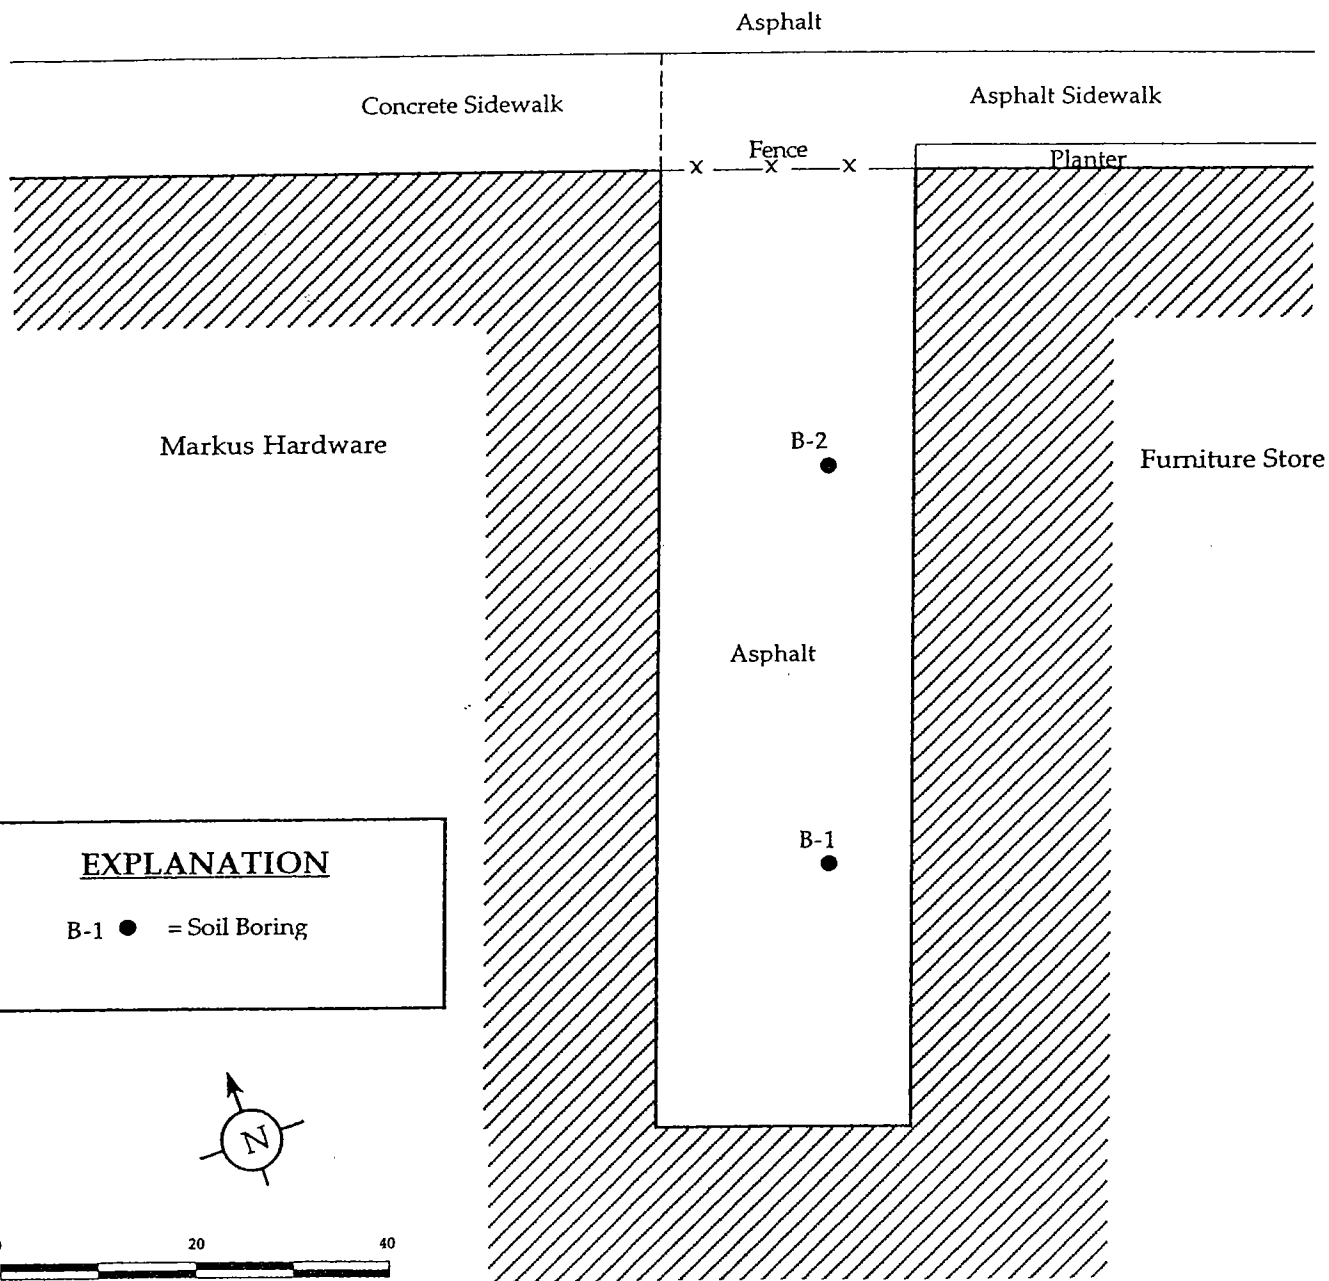 Asphalt
Concrete Sidewalk
Asphalt Sidewalk
Fence
Planter
x x x
Markus Hardware
B-2
Furniture Store
Asphalt
B-1
EXPLANATION
B-1 = Soil Boring
N
20 40